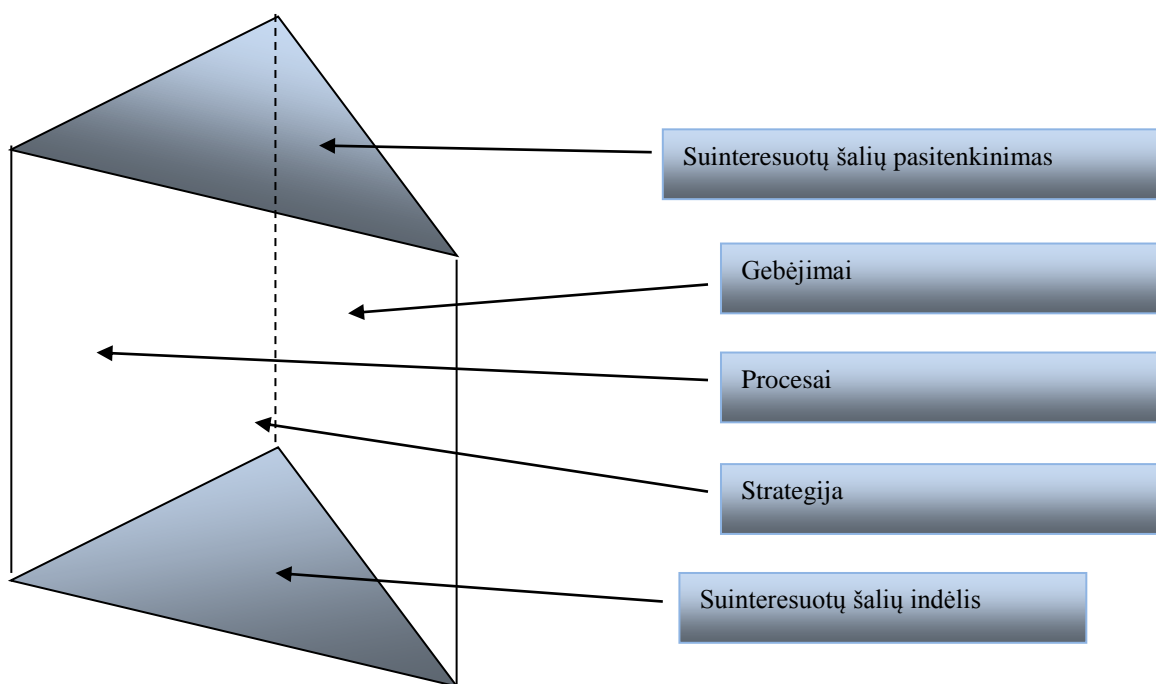 Suinteresuotų šalių pasitenkinimas
Gebėjimai
Procesai
Strategija
Suinteresuotų šalių indėlis